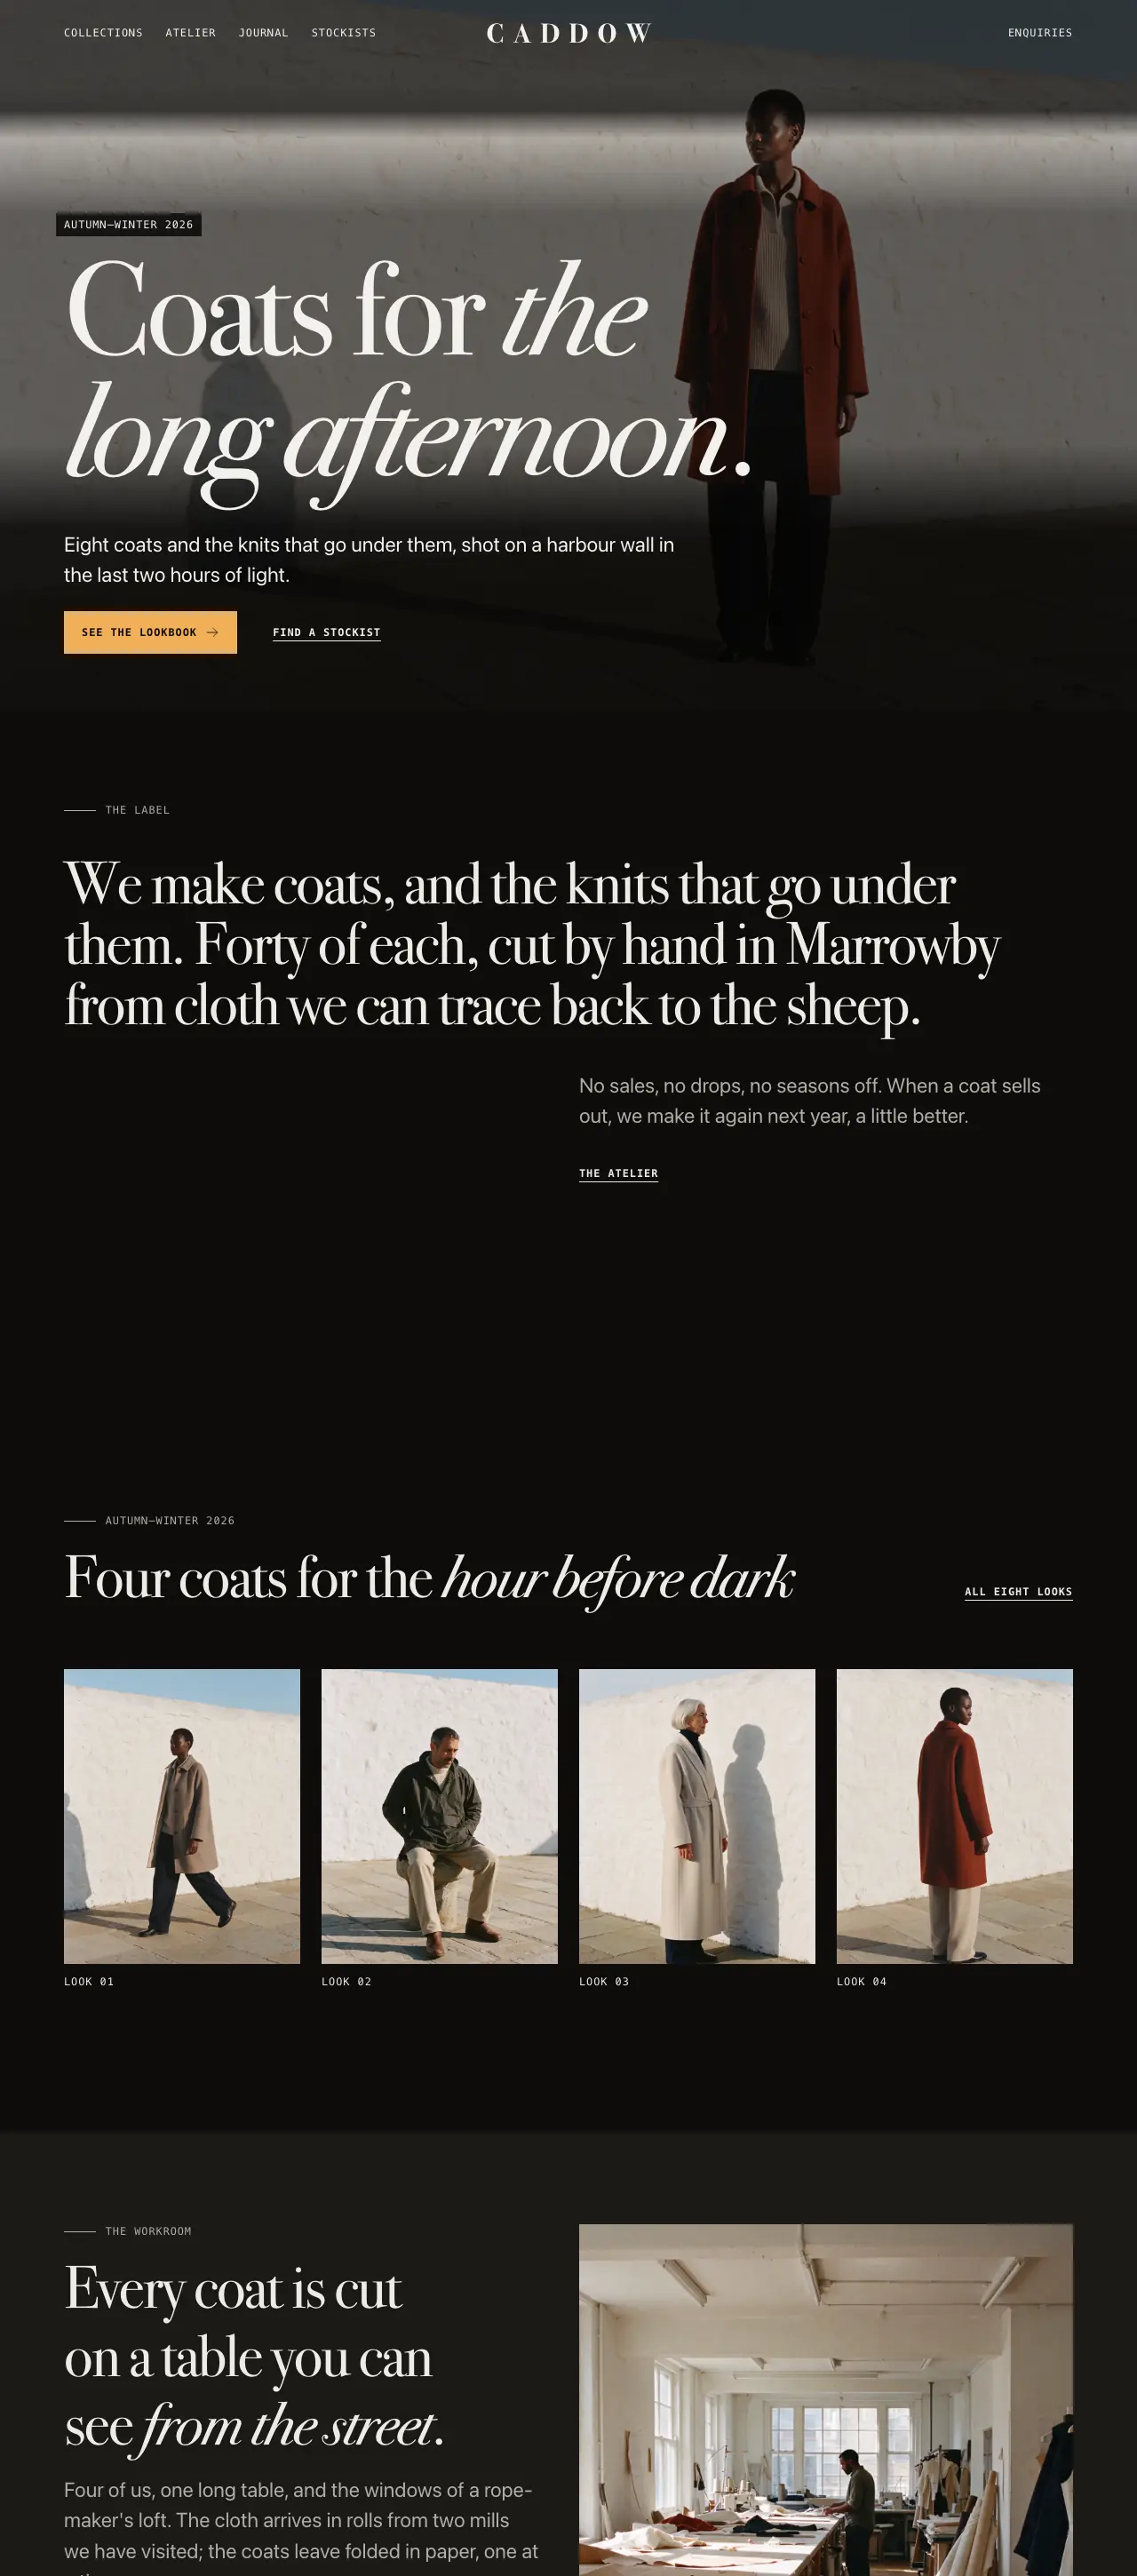 COLLECTIONS ATELIER JOURNAL STOCKISTS CADDOW ENQUIRIES
AUTUMN—WINTER 2026
Coats for the
long afternoon.
Eight coats and the knits that go under them, shot on a harbour wall in
the last two hours of light.
SEE THE LOOKBOOK → FIND A STOCKIST
THE LABEL
We make coats, and the knits that go under
them. Forty of each, cut by hand in Marrowby
from cloth we can trace back to the sheep.
No sales, no drops, no seasons off. When a coat sells
out, we make it again next year, a little better.
THE ATELIER
AUTUMN—WINTER 2026
Four coats for the hour before dark
ALL EIGHT LOOKS
LOOK 01 LOOK 02 LOOK 03 LOOK 04
THE WORKROOM
Every coat is cut
on a table you can
see from the street.
Four of us, one long table, and the windows of a rope-
maker's loft. The cloth arrives in rolls from two mills
we have visited; the coats leave folded in paper, one at